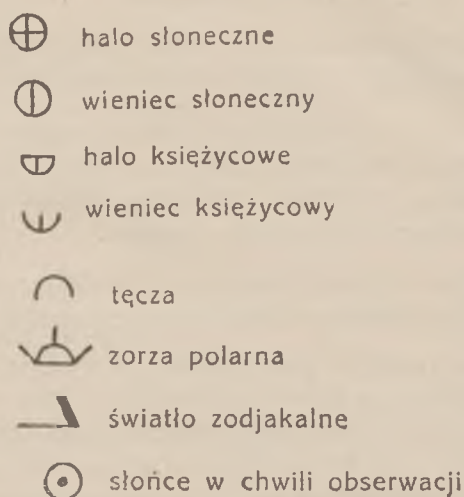 halo słoneczne
wieniec słoneczny
halo księżycowe
wieniec księżycowy
tęcza
zorza polarna
światło zodjakalne
słońce w chwili obserwacji